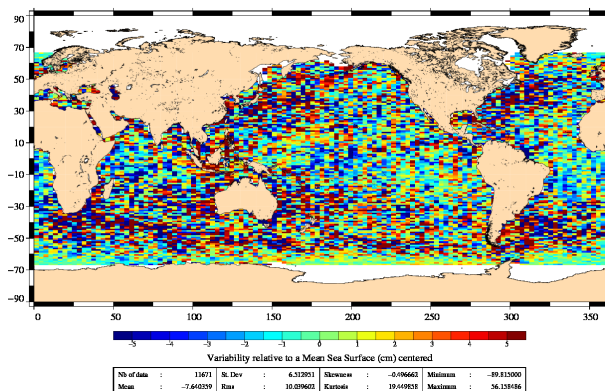 90
70
50
30
10
−10
−30
−50
−70
−90
0 50 100 150 200 250 300 350
−5 −4 −3 −2 −1 0 1 2 3 4 5
Variability relative to a Mean Sea Surface (cm) centered
Nb of data : 11671 St. Dev : 6.512951 Skewness : −0.496662 Minimum : −89.815000
Mean : −7.640359 Rms : 10.039602 Kurtosis : 19.449858 Maximum : 56.158486